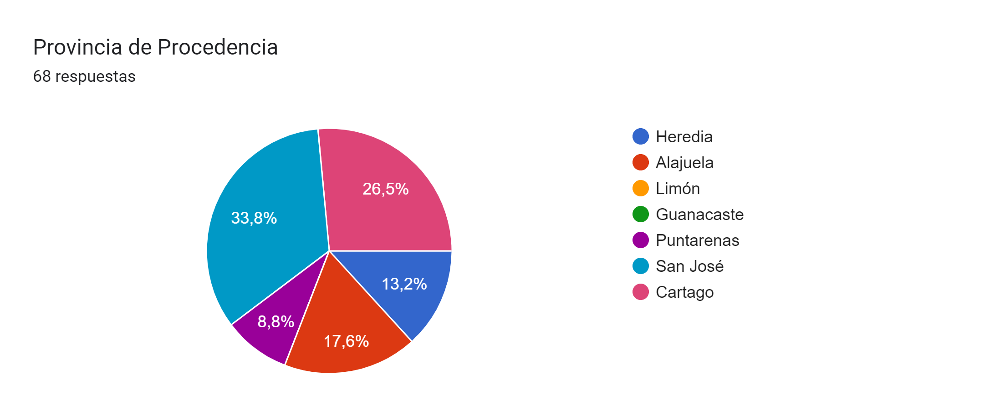 Provincia de Procedencia
68 respuestas
26,5%
33,8%
13,2%
8,8%
17,6%
Heredia
Alajuela
Limón
Guanacaste
Puntarenas
San José
Cartago